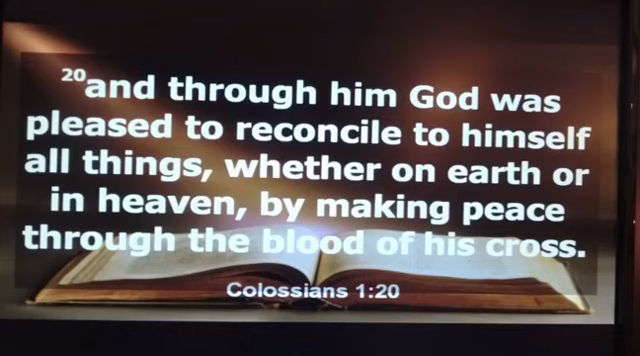 20and through him God was
pleased to reconcile to himself
all things, whether on earth or
in heaven, by making peace
through the blood of his cross.
Colossians 1:20